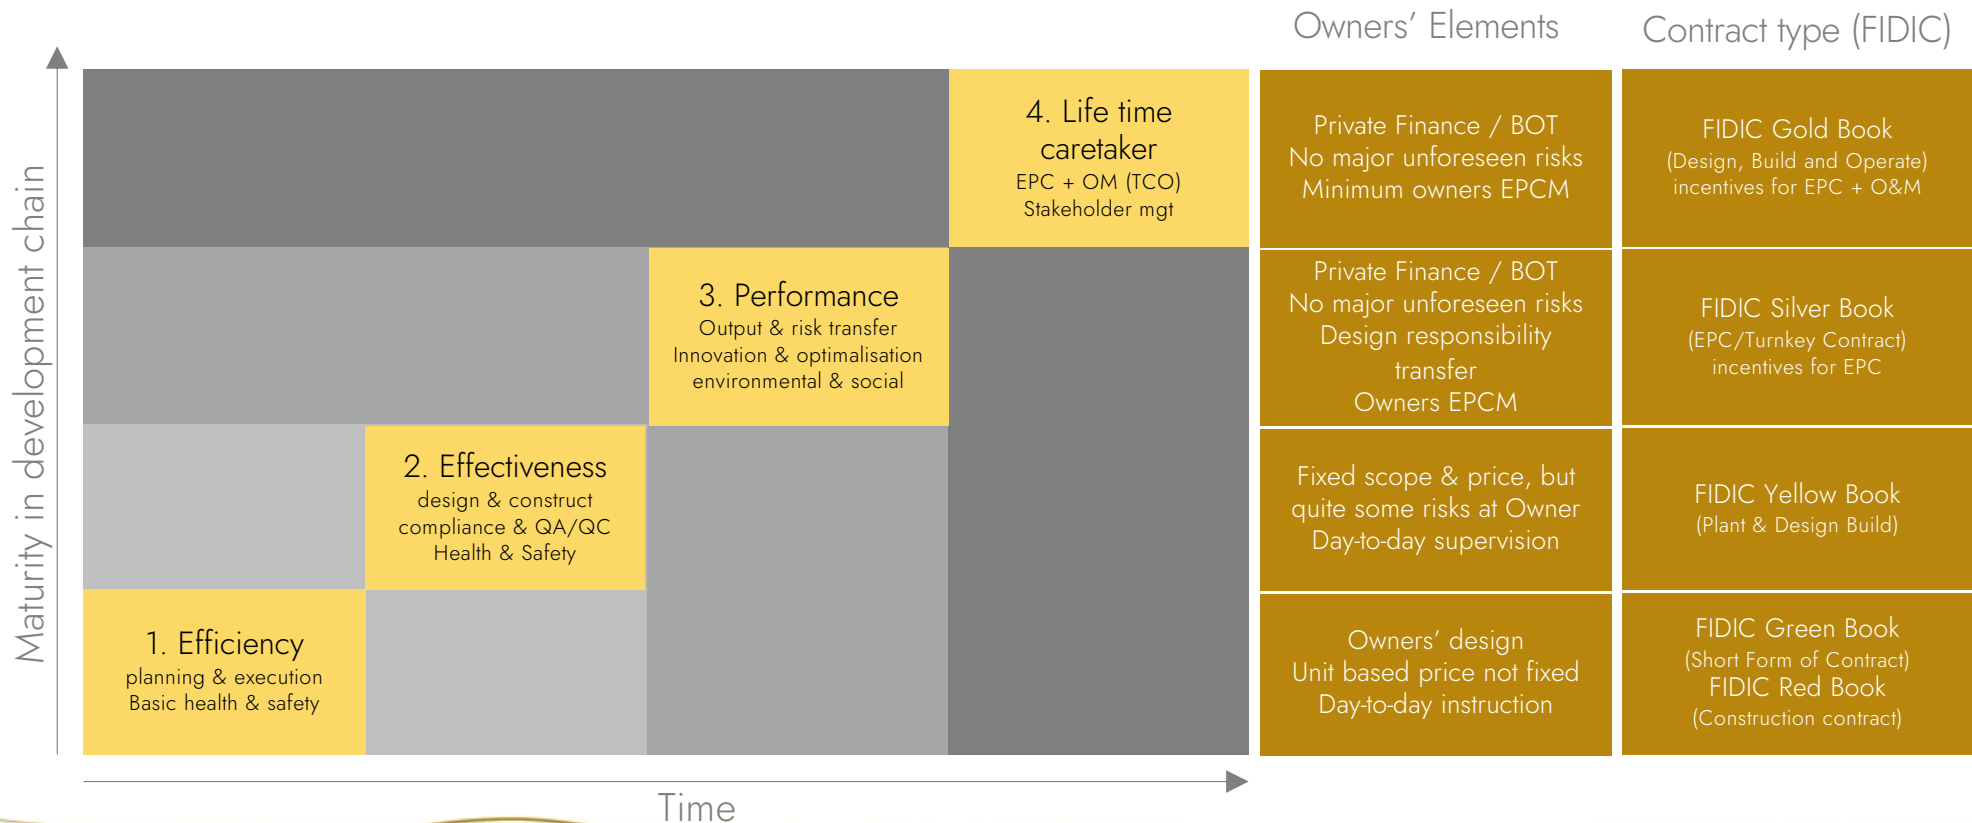 Owners' Elements
Contract type (FIDIC)
Maturity in development chain
4. Life time
caretaker
EPC + OM (TCO)
Stakeholder mgt
Private Finance / BOT
No major unforeseen risks
Minimum owners EPCM
FIDIC Gold Book
(Design, Build and Operate)
incentives for EPC + O&M
3. Performance
Output & risk transfer
Innovation & optimalisation
environmental & social
Private Finance / BOT
No major unforeseen risks
Design responsibility
transfer
Owners EPCM
FIDIC Silver Book
(EPC/Turnkey Contract)
incentives for EPC
2. Effectiveness
design & construct
compliance & QA/QC
Health & Safety
Fixed scope & price, but
quite some risks at Owner
Day-to-day supervision
FIDIC Yellow Book
(Plant & Design Build)
1. Efficiency
planning & execution
Basic health & safety
Owners' design
Unit based price not fixed
Day-to-day instruction
FIDIC Green Book
(Short Form of Contract)
FIDIC Red Book
(Construction contract)
Time